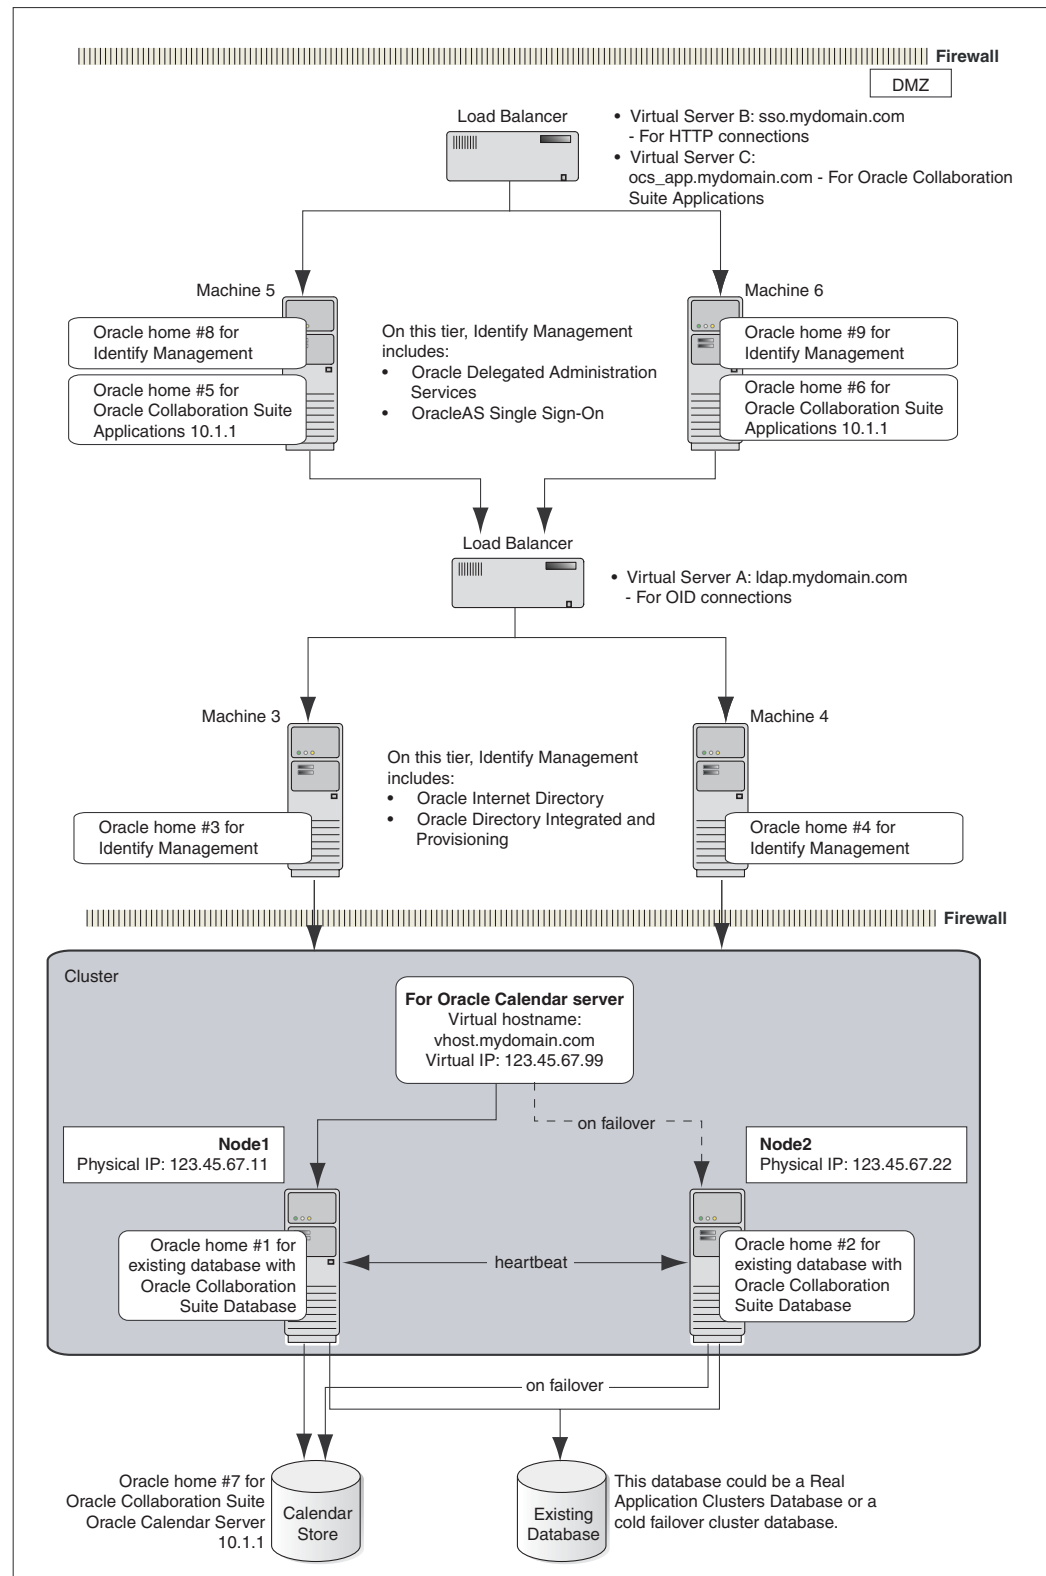 Firewall
DMZ
Load Balancer
• Virtual Server B: sso.mydomain.com
- For HTTP connections
• Virtual Server C:
ocs_app.mydomain.com - For Oracle Collaboration
Suite Applications
Machine 5
Machine 6
Oracle home #8 for
Identify Management
Oracle home #5 for
Oracle Collaboration Suite
Applications 10.1.1
On this tier, Identify Management
includes:
• Oracle Delegated Administration
Services
• OracleAS Single Sign-On
Oracle home #9 for
Identify Management
Oracle home #6 for
Oracle Collaboration Suite
Applications 10.1.1
Load Balancer
• Virtual Server A: ldap.mydomain.com
- For OID connections
Machine 3
Machine 4
On this tier, Identify Management
includes:
• Oracle Internet Directory
• Oracle Directory Integrated and
Provisioning
Oracle home #3 for
Identify Management
Oracle home #4 for
Identify Management
Firewall
Cluster
For Oracle Calendar server
Virtual hostname:
vhost.mydomain.com
Virtual IP: 123.45.67.99
on failover
Node1
Physical IP: 123.45.67.11
Node2
Physical IP: 123.45.67.22
Oracle home #1 for
existing database with
Oracle Collaboration
Suite Database
heartbeat
Oracle home #2 for
existing database with
Oracle Collaboration
Suite Database
on failover
Oracle home #7 for
Oracle Collaboration Suite
Oracle Calendar Server
10.1.1
Calendar
Store
Existing
Database
This database could be a Real
Application Clusters Database or a
cold failover cluster database.